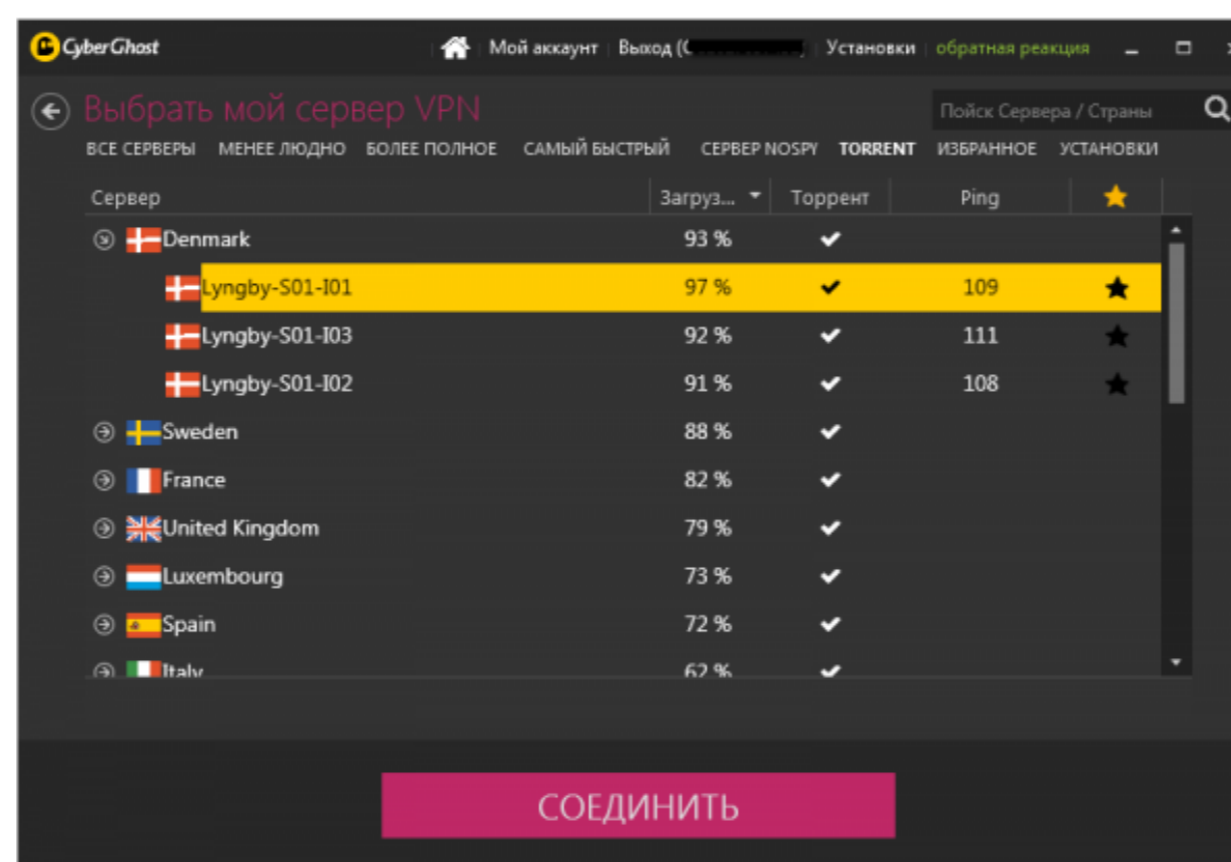 CyberGhost Мой аккаунт Выход (C Установки обратная реакция
Выбрать мой сервер VPN Пойск Сервера / Страны
ВСЕ СЕРВЕРЫ МЕНЕЕ ЛЮДНО БОЛЕЕ ПОЛНОЕ САМЫЙ БЫСТРЫЙ СЕРВЕР NOSPY TORRENT ИЗБРАННОЕ УСТАНОВКИ
Сервер Загруз... Торрент Ping
Denmark 93 %
Lyngby-S01-I01 97 % 109
Lyngby-S01-I03 92 % 111
Lyngby-S01-I02 91 % 108
Sweden 88 %
France 82 %
United Kingdom 79 %
Luxembourg 73 %
Spain 72 %
Italy 62 %
СОЕДИНИТЬ